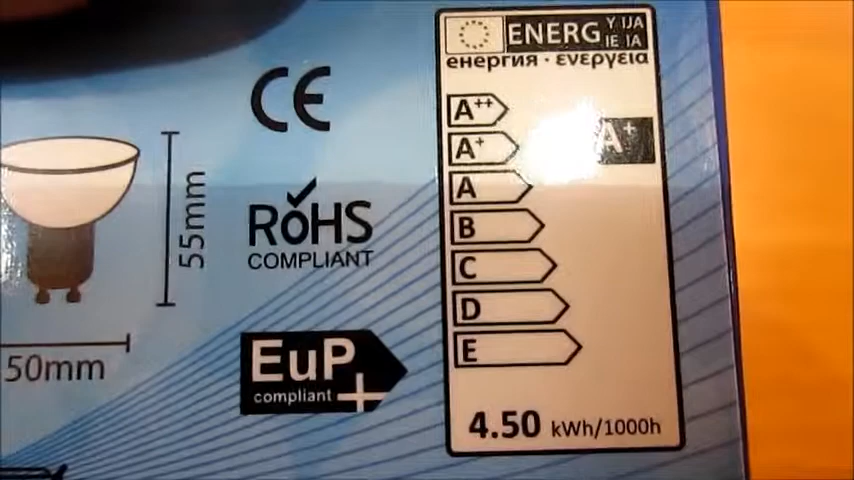 CE
55mm
RoHS
COMPLIANT
50mm
EuP
compliant +
ENERG Y IJA
IE IA
енергия · ενεργεια
A++
A+
A+
A
B
C
D
E
4.50 kWh/1000h